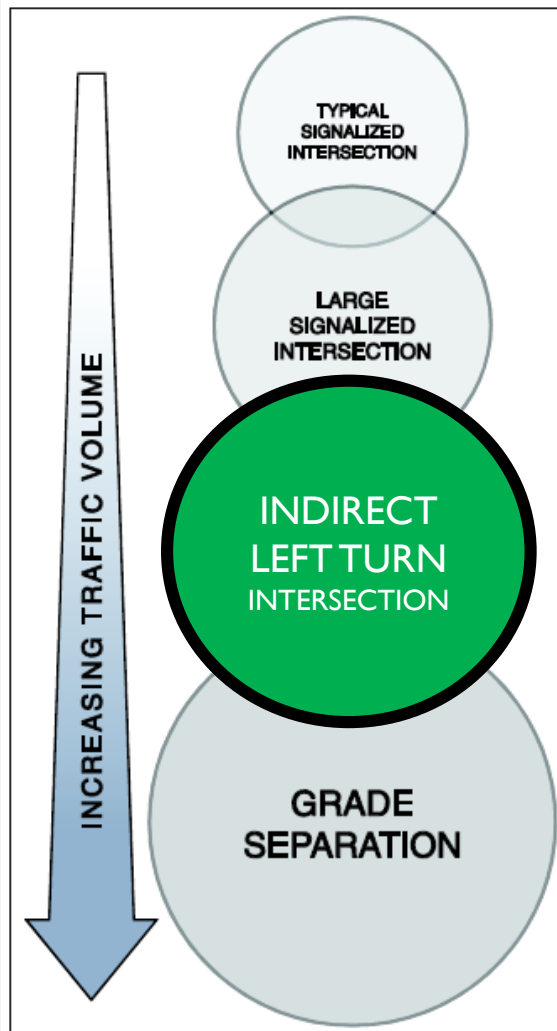 TYPICAL
SIGNALIZED
INTERSECTION
LARGE
SIGNALIZED
INTERSECTION
INDIRECT
LEFT TURN
INTERSECTION
GRADE
SEPARATION
INCREASING TRAFFIC VOLUME